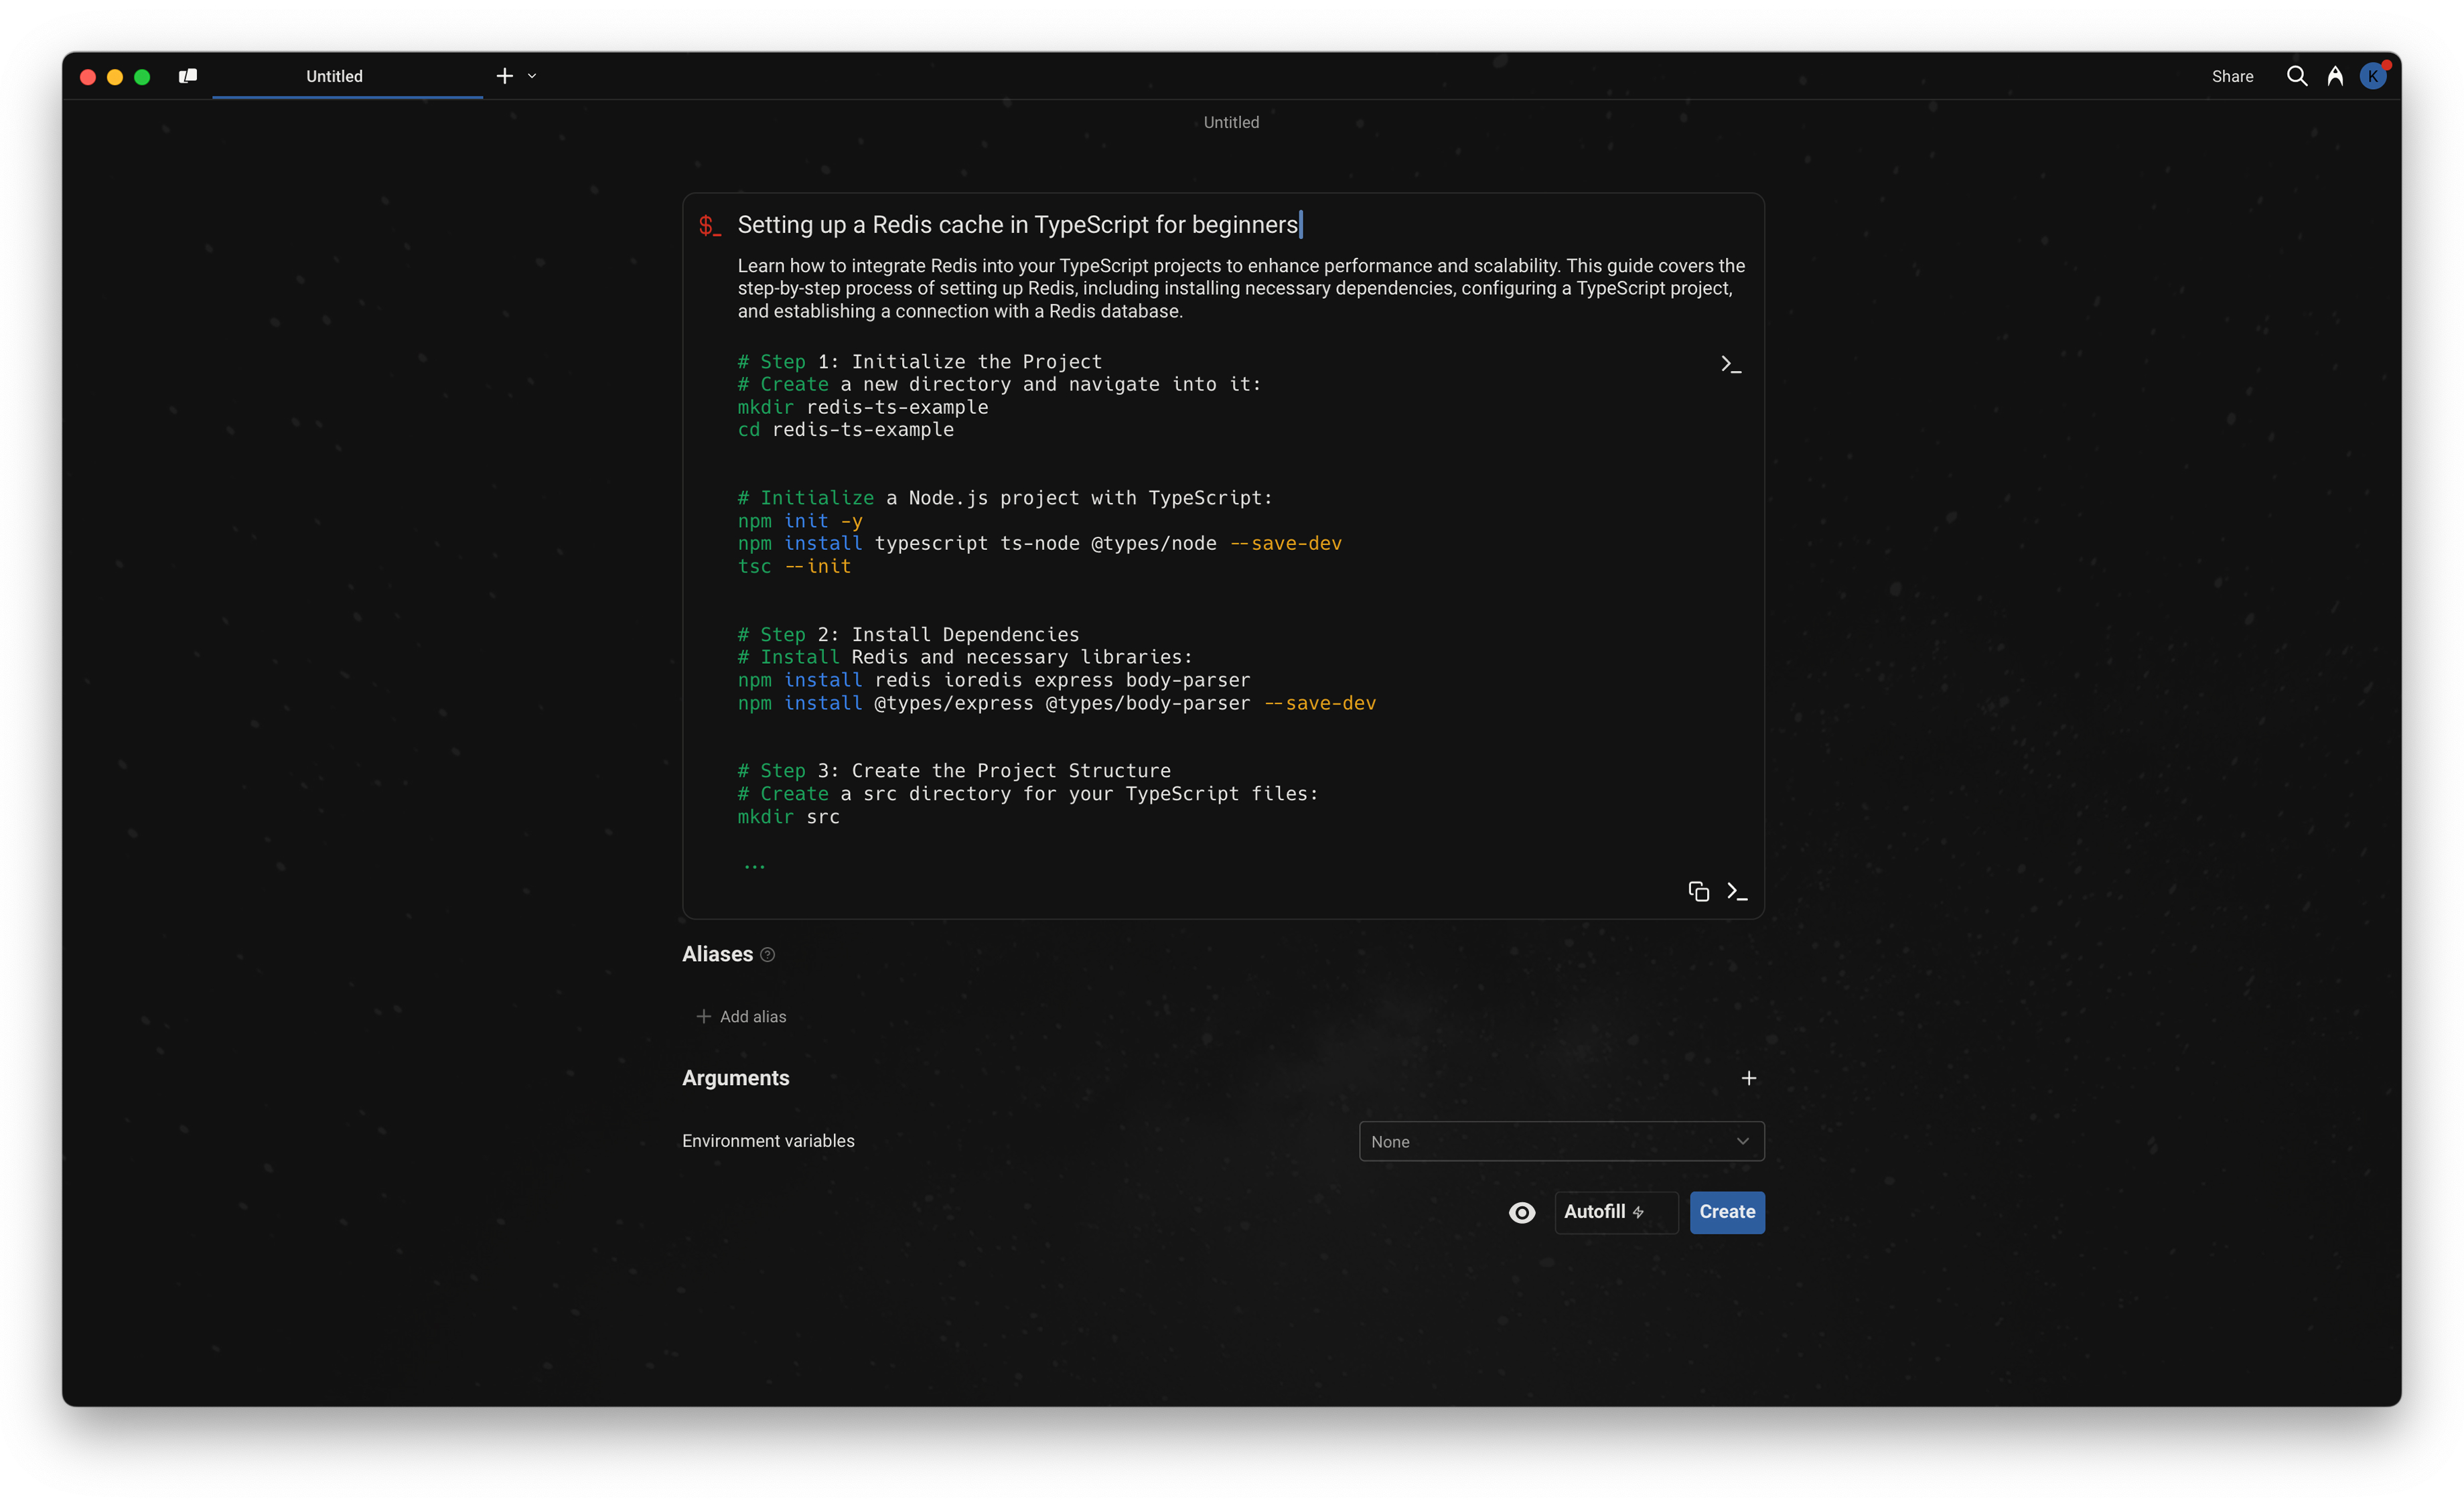 Untitled
Share
K
Untitled
$_ Setting up a Redis cache in TypeScript for beginners
Learn how to integrate Redis into your TypeScript projects to enhance performance and scalability. This guide covers the
step-by-step process of setting up Redis, including installing necessary dependencies, configuring a TypeScript project,
and establishing a connection with a Redis database.
# Step 1: Initialize the Project
# Create a new directory and navigate into it:
mkdir redis-ts-example
cd redis-ts-example
# Initialize a Node.js project with TypeScript:
npm init -y
npm install typescript ts-node @types/node --save-dev
tsc --init
# Step 2: Install Dependencies
# Install Redis and necessary libraries:
npm install redis ioredis express body-parser
npm install @types/express @types/body-parser --save-dev
# Step 3: Create the Project Structure
# Create a src directory for your TypeScript files:
mkdir src
...
Aliases ?
+ Add alias
Arguments
Environment variables
None
Autofill
Create